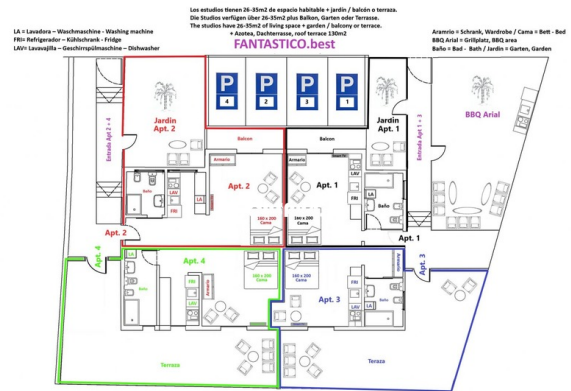 Los estudios tienen 26-35m2 de espacio habitable + jardin / balcón o terraza.
Die Studios verfügen über 26-35m2 plus Balkon, Garten oder Terrasse.
The studios have 26-35m2 of living space + garden / balcony or terrace.
+ Azotea, Dachterrasse, roof terrace 130m2
FANTASTICO.best
LA = Lavadora – Waschmaschine - Washing machine
FRI= Refrigerador – Kühlschrank - Fridge
LAV= Lavavajilla – Geschirrspülmaschine – Dishwasher
Aramrio = Schrank, Wardrobe / Cama = Bett - Bed
BBQ Arial = Grillplatz, BBQ area
Baño = Bad - Bath / Jardin = Garten, Garden
P
4
P
2
P
3
P
1
Jardin
Apt. 2
Jardin
Apt. 1
BBQ Arial
Entrada Apt 2 + 4
Entrada Apt 1 + 3
Balcon
Balcon
Armario
Armario
Baño
LAV
FRI
LA
Apt. 2
Apt. 1
LAV
FRI
LA
Baño
160 x 200
Cama
160 x 200
Cama
Apt. 2
Apt. 1
Apt. 4
Apt. 3
LA
Baño
Apt. 4
FRI
LAV
Armario
160 x 200
Cama
160 x 200
Cama
Apt. 3
FRI
LAV
Armario
Baño
LA
Terraza
Teraza